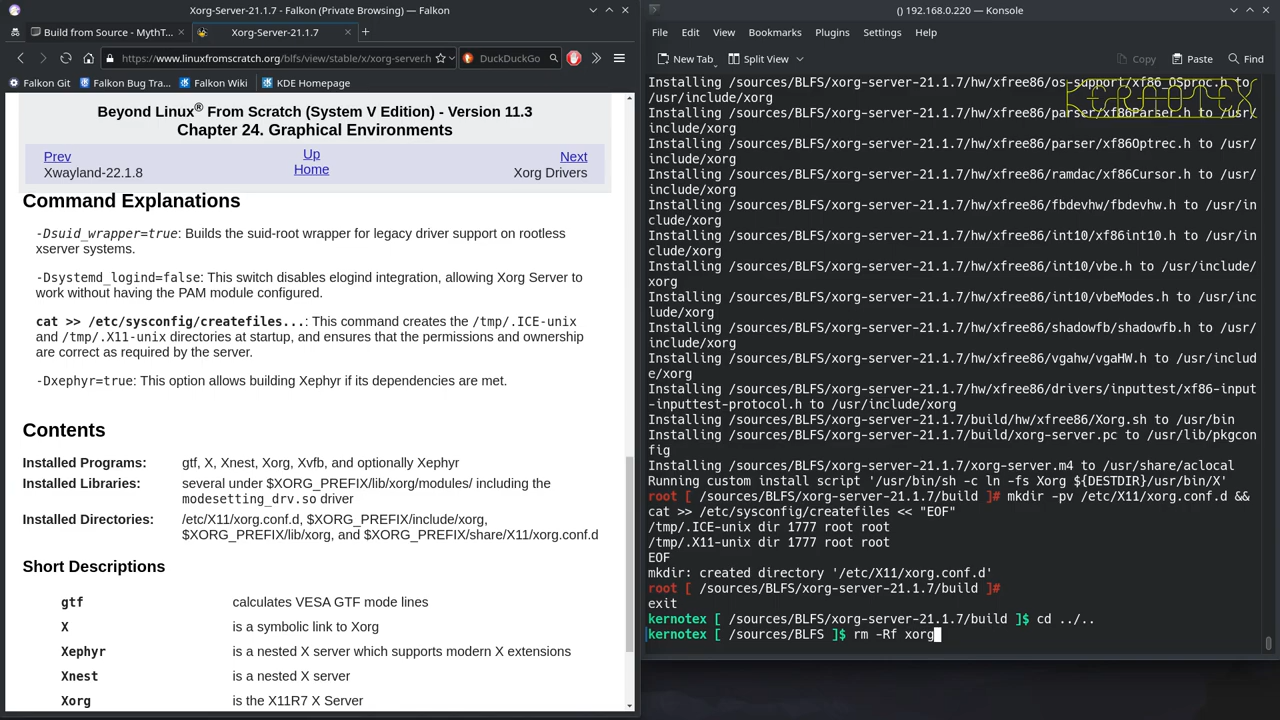 Xorg-Server-21.1.7 - Falkon (Private Browsing) — Falkon
Build from Source - MythT...
Xorg-Server-21.1.7
https://www.linuxfromscratch.org/blfs/view/stable/x/xorg-server.h
DuckDuckGo
Falkon Git
Falkon Bug Tra...
Falkon Wiki
KDE Homepage
Beyond Linux® From Scratch (System V Edition) - Version 11.3
Chapter 24. Graphical Environments
Prev
Up
Next
Xwayland-22.1.8
Home
Xorg Drivers
Command Explanations
-Dsuid_wrapper=true: Builds the suid-root wrapper for legacy driver support on rootless
xserver systems.
-Dsystemd_logind=false: This switch disables elogind integration, allowing Xorg Server to
work without having the PAM module configured.
cat >> /etc/sysconfig/createfiles...: This command creates the /tmp/.ICE-unix
and /tmp/.X11-unix directories at startup, and ensures that the permissions and ownership
are correct as required by the server.
-Dxephyr=true: This option allows building Xephyr if its dependencies are met.
Contents
Installed Programs: gtf, X, Xnest, Xorg, Xvfb, and optionally Xephyr
Installed Libraries: several under $XORG_PREFIX/lib/xorg/modules/ including the
modesetting_drv.so driver
Installed Directories: /etc/X11/xorg.conf.d, $XORG_PREFIX/include/xorg,
$XORG_PREFIX/lib/xorg, and $XORG_PREFIX/share/X11/xorg.conf.d
Short Descriptions
gtf calculates VESA GTF mode lines
X is a symbolic link to Xorg
Xephyr is a nested X server which supports modern X extensions
Xnest is a nested X server
Xorg is the X11R7 X Server
() 192.168.0.220 — Konsole
File Edit View Bookmarks Plugins Settings Help
New Tab Split View Copy Paste Find
KERNOTEX
Installing /sources/BLFS/xorg-server-21.1.7/hw/xfree86/os-support/xf86_OSproc.h to
/usr/include/xorg
Installing /sources/BLFS/xorg-server-21.1.7/hw/xfree86/parser/xf86Parser.h to /usr/
include/xorg
Installing /sources/BLFS/xorg-server-21.1.7/hw/xfree86/parser/xf86Optrec.h to /usr/
include/xorg
Installing /sources/BLFS/xorg-server-21.1.7/hw/xfree86/ramdac/xf86Cursor.h to /usr/
include/xorg
Installing /sources/BLFS/xorg-server-21.1.7/hw/xfree86/fbdevhw/fbdevhw.h to /usr/in
clude/xorg
Installing /sources/BLFS/xorg-server-21.1.7/hw/xfree86/int10/xf86int10.h to /usr/in
clude/xorg
Installing /sources/BLFS/xorg-server-21.1.7/hw/xfree86/int10/vbe.h to /usr/include/
xorg
Installing /sources/BLFS/xorg-server-21.1.7/hw/xfree86/int10/vbeModes.h to /usr/inc
lude/xorg
Installing /sources/BLFS/xorg-server-21.1.7/hw/xfree86/shadowfb/shadowfb.h to /usr/
include/xorg
Installing /sources/BLFS/xorg-server-21.1.7/hw/xfree86/vgahw/vgaHW.h to /usr/includ
e/xorg
Installing /sources/BLFS/xorg-server-21.1.7/hw/xfree86/drivers/inputtest/xf86-input
-inputtest-protocol.h to /usr/include/xorg
Installing /sources/BLFS/xorg-server-21.1.7/build/hw/xfree86/Xorg.sh to /usr/bin
Installing /sources/BLFS/xorg-server-21.1.7/build/xorg-server.pc to /usr/lib/pkgcon
fig
Installing /sources/BLFS/xorg-server-21.1.7/xorg-server.m4 to /usr/share/aclocal
Running custom install script '/usr/bin/sh -c ln -fs Xorg ${DESTDIR}/usr/bin/X'
root [ /sources/BLFS/xorg-server-21.1.7/build ]# mkdir -pv /etc/X11/xorg.conf.d &&
cat >> /etc/sysconfig/createfiles << "EOF"
/tmp/.ICE-unix dir 1777 root root
/tmp/.X11-unix dir 1777 root root
EOF
mkdir: created directory '/etc/X11/xorg.conf.d'
root [ /sources/BLFS/xorg-server-21.1.7/build ]#
exit
kernotex [ /sources/BLFS/xorg-server-21.1.7/build ]$ cd ../..
kernotex [ /sources/BLFS ]$ rm -Rf xorg